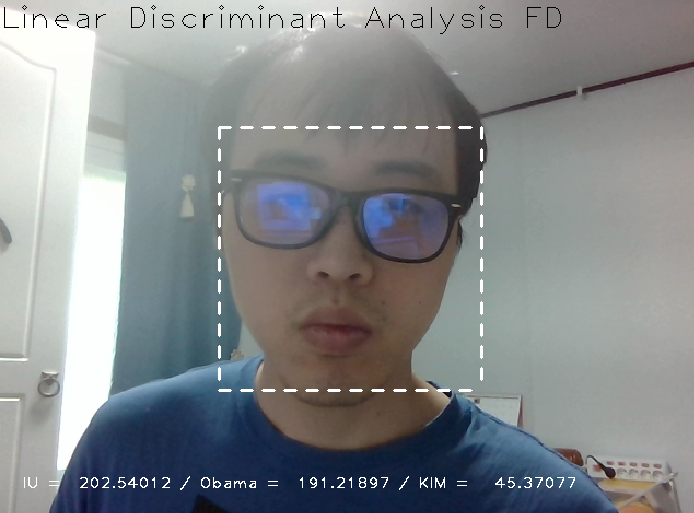 Linear Discriminant Analysis FD
IU = 202.54012 / Obama = 191.21897 / KIM = 45.37077